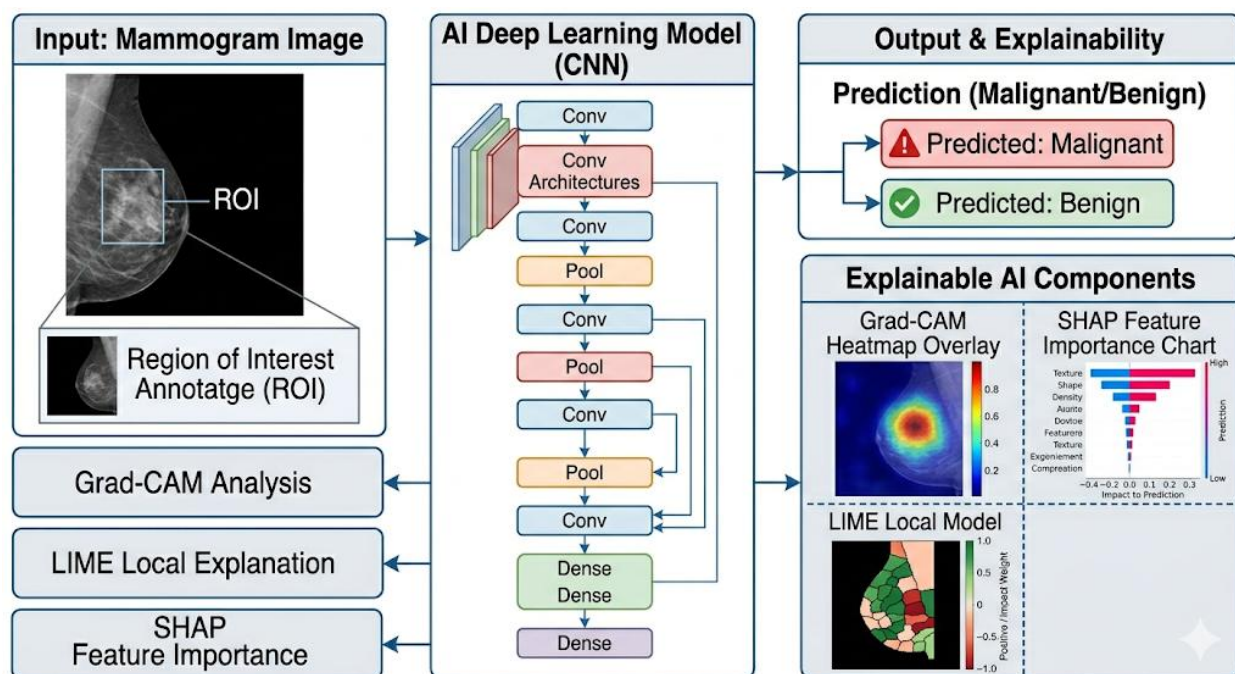 Input: Mammogram Image
ROI
Region of Interest
Annotatge (ROI)
Grad-CAM Analysis
LIME Local Explanation
SHAP
Feature Importance
AI Deep Learning Model
(CNN)
Conv
Conv
Architectures
Conv
Pool
Conv
Pool
Conv
Pool
Conv
Dense
Dense
Dense
Output & Explainability
Prediction (Malignant/Benign)
Predicted: Malignant
Predicted: Benign
Explainable AI Components
Grad-CAM
Heatmap Overlay
0.8
0.6
0.4
0.2
SHAP Feature
Importance Chart
High
Texture
Shape
Density
Aiarite
Dovtoe
Featurera
Texture
Exgeniement
Compreation
Prediction
Low
−0.4 −0.2 −0.1 0.0 0.1 0.2 0.3
Impact to Prediction
LIME Local Model
1.0
0.5
0
−0.5
−1.0
Positive / Impact Weight